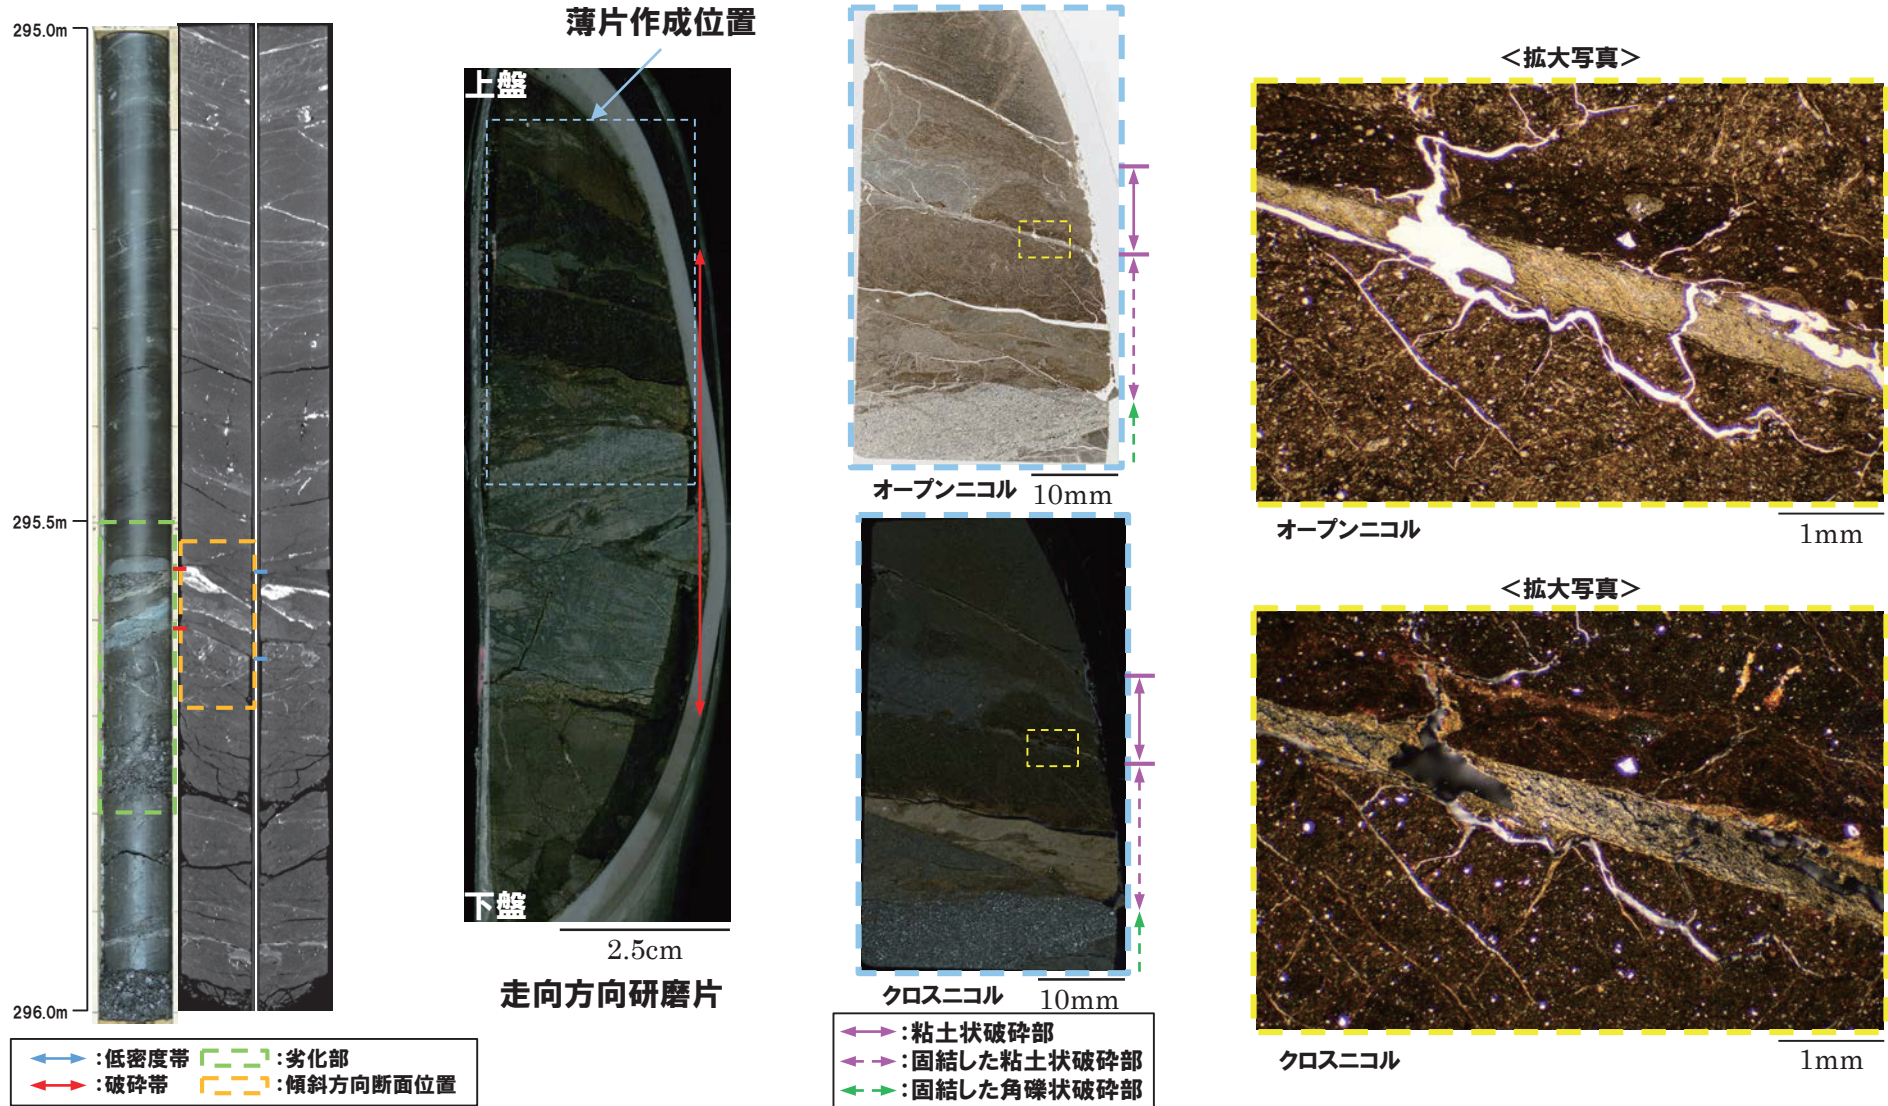 295.0m
295.5m
296.0m
:低密度帯
:劣化部
:破砕帯
:傾斜方向断面位置
薄片作成位置
上盤
下盤
2.5cm
走向方向研磨片
オープンニコル
10mm
クロスニコル
10mm
:粘土状破砕部
:固結した粘土状破砕部
:固結した角礫状破砕部
<拡大写真>
オープンニコル
1mm
<拡大写真>
クロスニコル
1mm